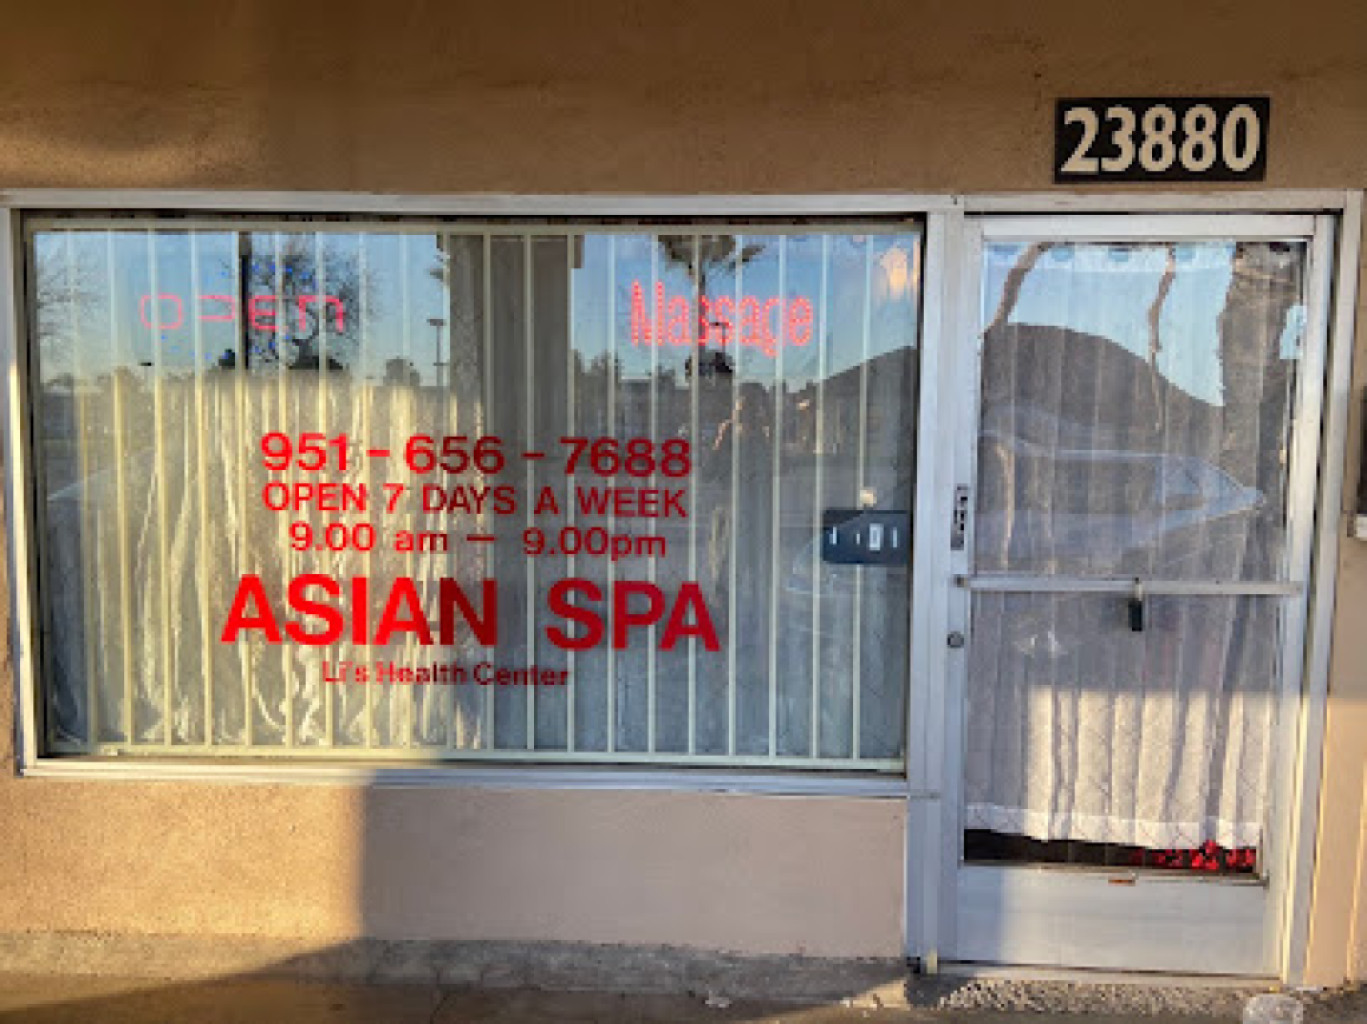 23880
OPEN
Massage
951-656-7688
OPEN 7 DAYS A WEEK
9.00 am - 9.00pm
ASIAN SPA
Li's Health Center